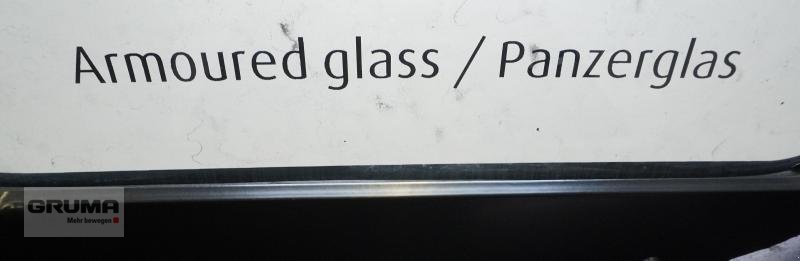 Armoured glass / Panzerglas
GRUMA
Mehr bewegen